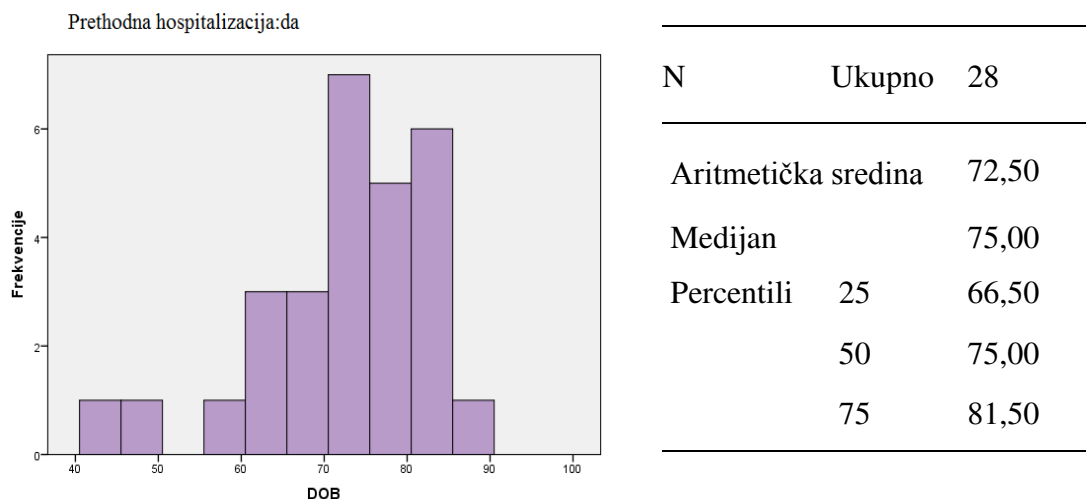 Prethodna hospitalizacija:da
Frekvencije
6
4
2
0
40 50 60 70 80 90 100
DOB
N Ukupno 28
Aritmetička sredina 72,50
Medijan 75,00
Percentili 25 66,50
50 75,00
75 81,50